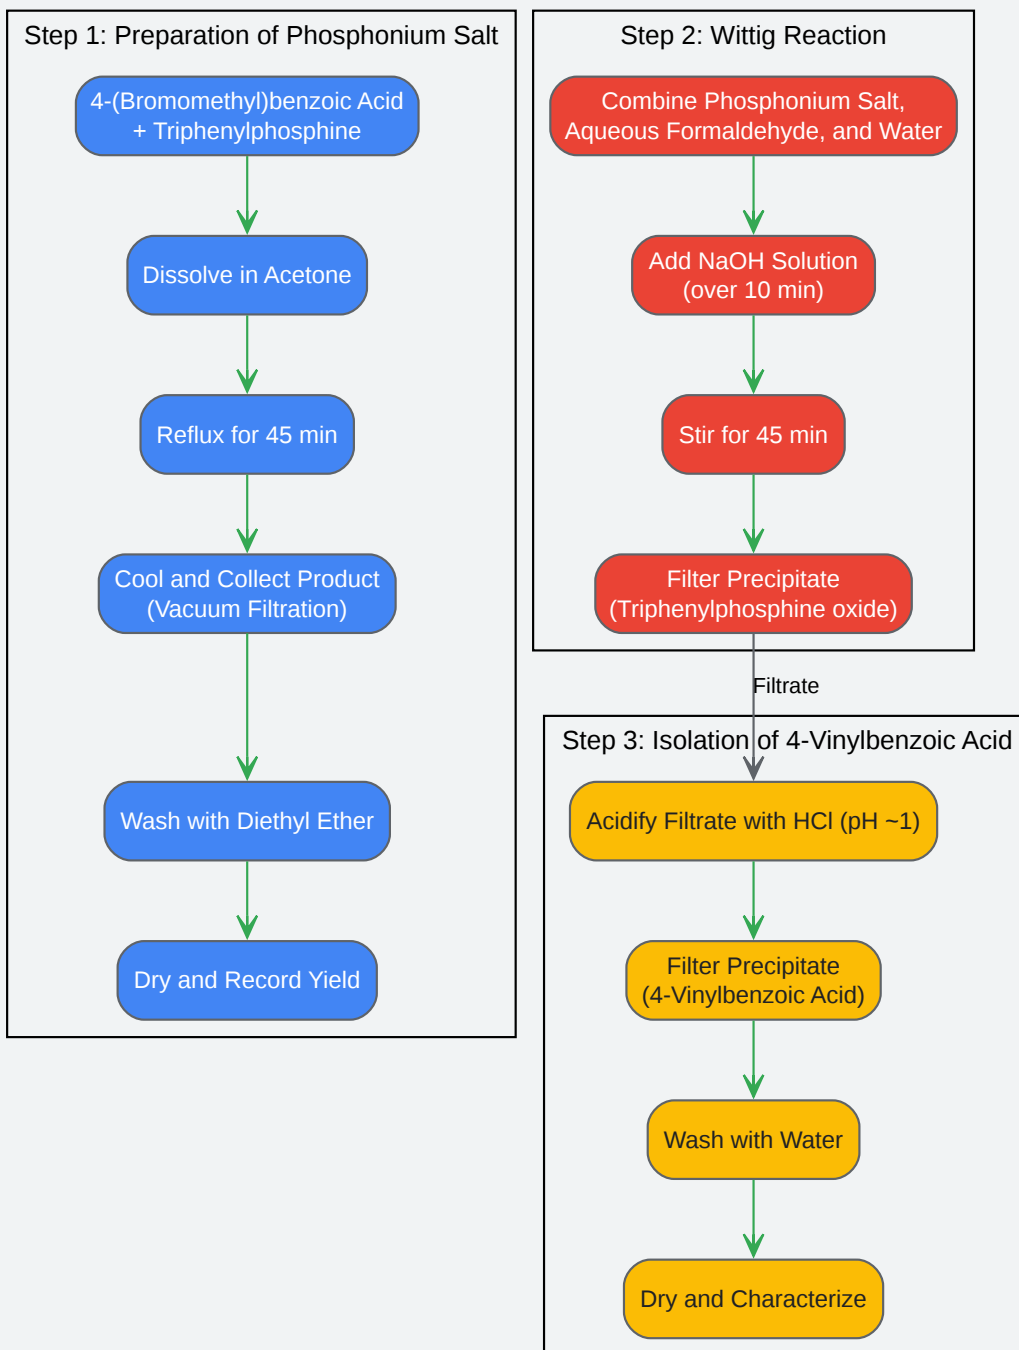 Step 1: Preparation of Phosphonium Salt
4-(Bromomethyl)benzoic Acid
+ Triphenylphosphine
Dissolve in Acetone
Reflux for 45 min
Cool and Collect Product
(Vacuum Filtration)
Wash with Diethyl Ether
Dry and Record Yield
Step 2: Wittig Reaction
Combine Phosphonium Salt,
Aqueous Formaldehyde, and Water
Add NaOH Solution
(over 10 min)
Stir for 45 min
Filter Precipitate
(Triphenylphosphine oxide)
Filtrate
Step 3: Isolation of 4-Vinylbenzoic Acid
Acidify Filtrate with HCl (pH ~1)
Filter Precipitate
(4-Vinylbenzoic Acid)
Wash with Water
Dry and Characterize